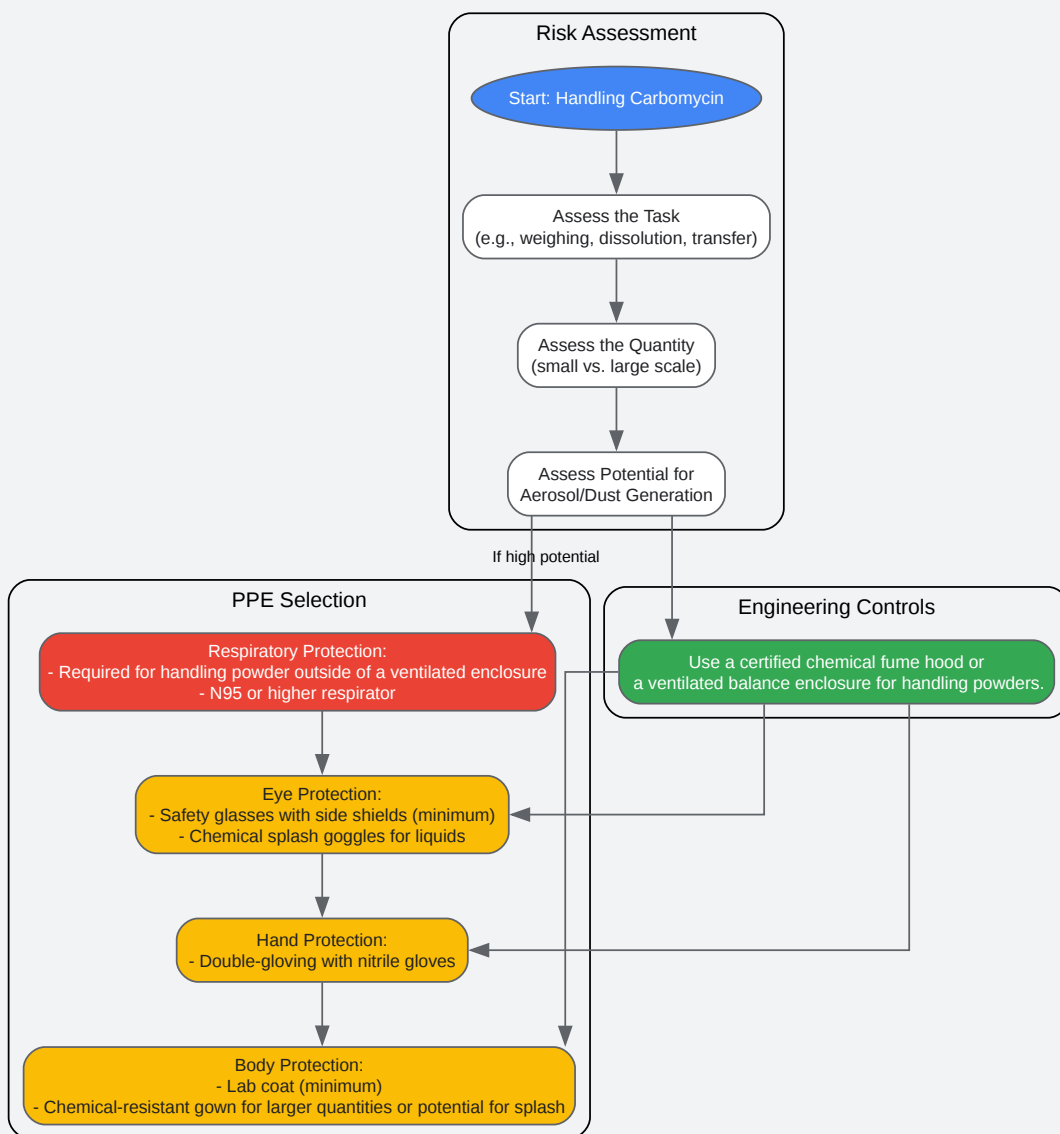 Risk Assessment
Start: Handling Carbomycin
Assess the Task
(e.g., weighing, dissolution, transfer)
Assess the Quantity
(small vs. large scale)
Assess Potential for
Aerosol/Dust Generation
If high potential
PPE Selection
Respiratory Protection:
- Required for handling powder outside of a ventilated enclosure
- N95 or higher respirator
Eye Protection:
- Safety glasses with side shields (minimum)
- Chemical splash goggles for liquids
Hand Protection:
- Double-gloving with nitrile gloves
Body Protection:
- Lab coat (minimum)
- Chemical-resistant gown for larger quantities or potential for splash
Engineering Controls
Use a certified chemical fume hood or
a ventilated balance enclosure for handling powders.